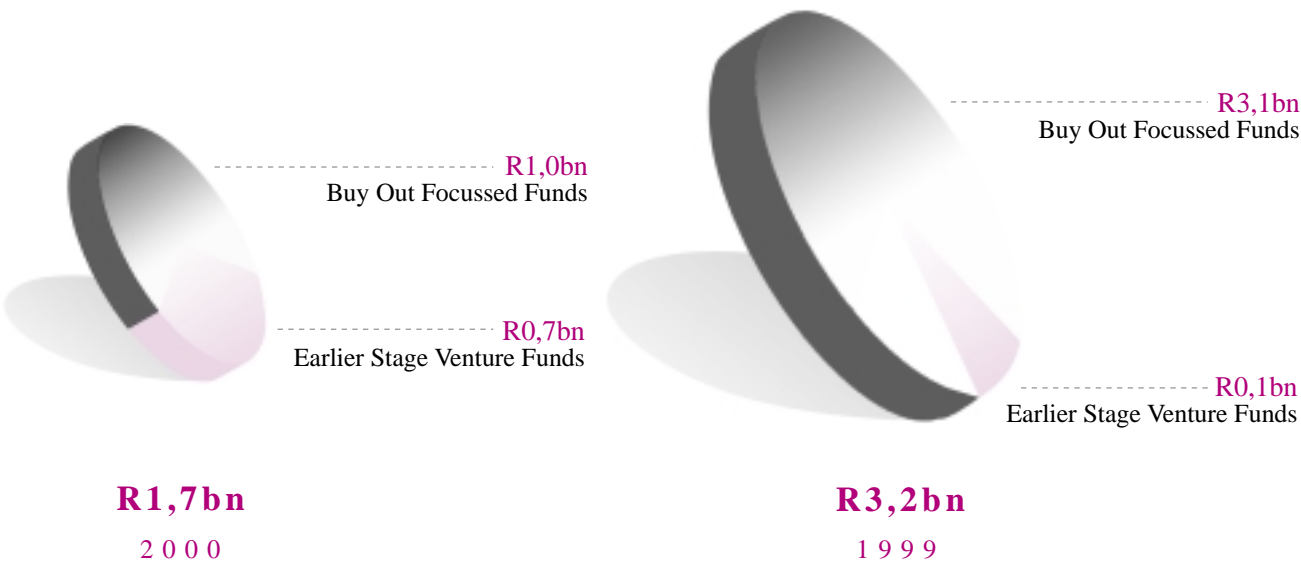 R1,0bn
Buy Out Focussed Funds
R0,7bn
Earlier Stage Venture Funds
R1,7bn
2000
R3,1bn
Buy Out Focussed Funds
R0,1bn
Earlier Stage Venture Funds
R3,2bn
1999